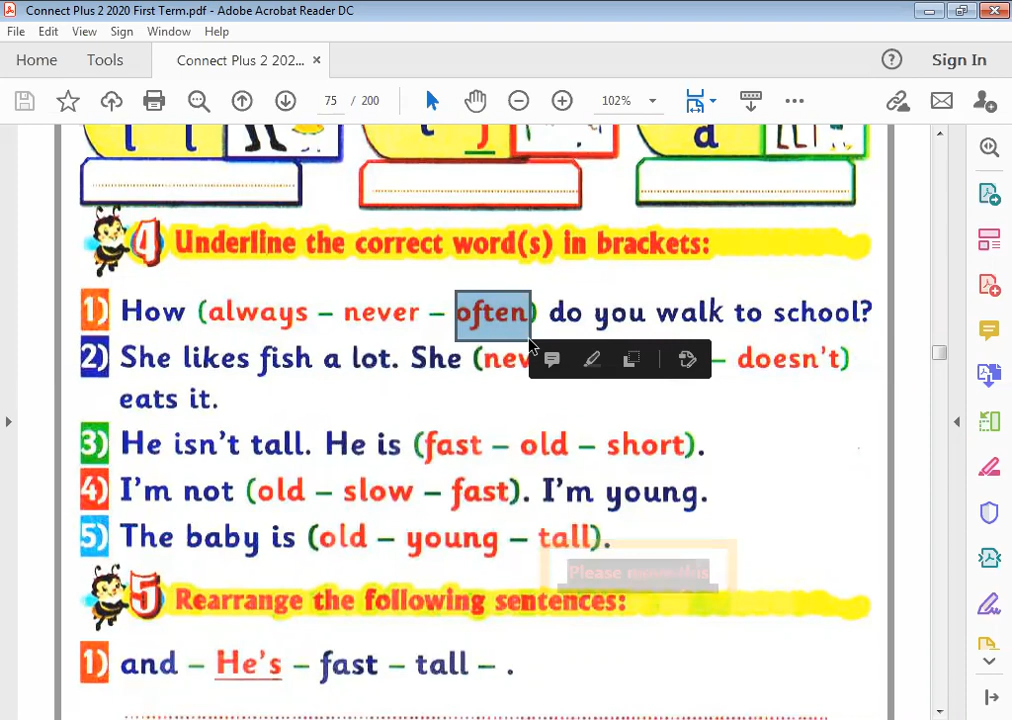 Connect Plus 2 2020 First Term.pdf - Adobe Acrobat Reader DC
File Edit View Sign Window Help
Home Tools Connect Plus 2 202... × Sign In
75 / 200 102%
4 Underline the correct word(s) in brackets:
1) How (always – never – often) do you walk to school?
2) She likes fish a lot. She (nev – doesn't)
eats it.
3) He isn't tall. He is (fast – old – short).
4) I'm not (old – slow – fast). I'm young.
5) The baby is (old – young – tall).
Please name this
5 Rearrange the following sentences:
1) and – He's – fast – tall – .